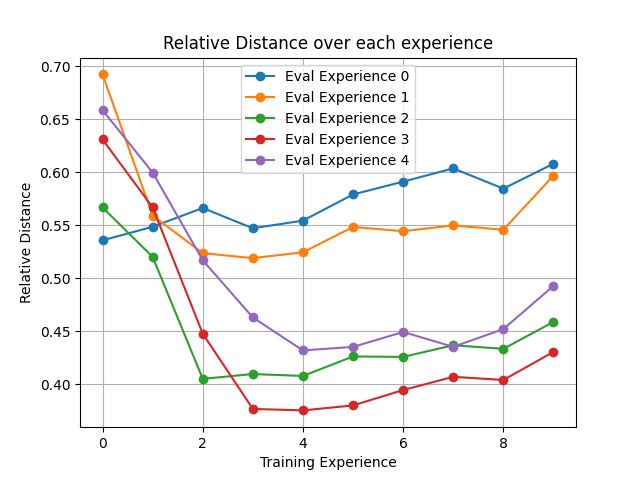 Relative Distance over each experience
Eval Experience 0
Eval Experience 1
Eval Experience 2
Eval Experience 3
Eval Experience 4
Relative Distance
0.70
0.65
0.60
0.55
0.50
0.45
0.40
0 2 4 6 8
Training Experience